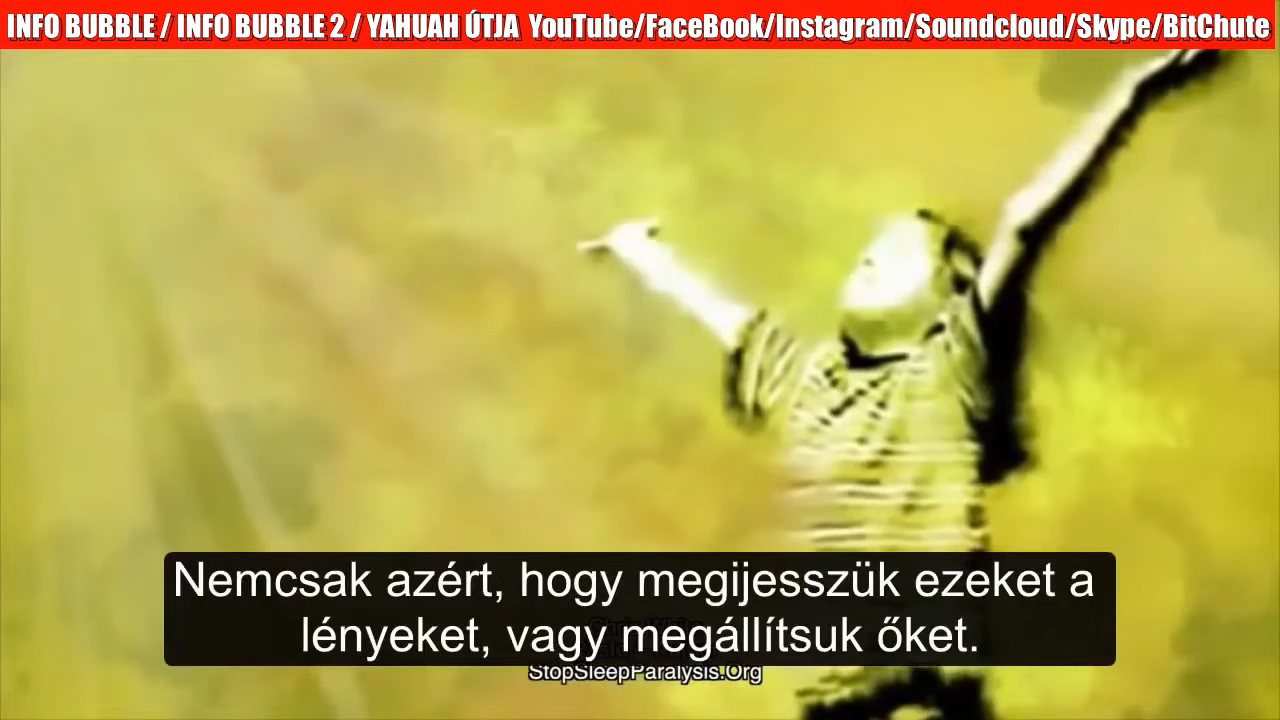 INFO BUBBLE / INFO BUBBLE 2 / YAHUAH ÚTJA YouTube/FaceBook/Instagram/Soundcloud/Skype/BitChute
Nemcsak azért, hogy megijesszük ezeket a
lényeket, vagy megállítsuk őket.
StopSleepParalysis.Org